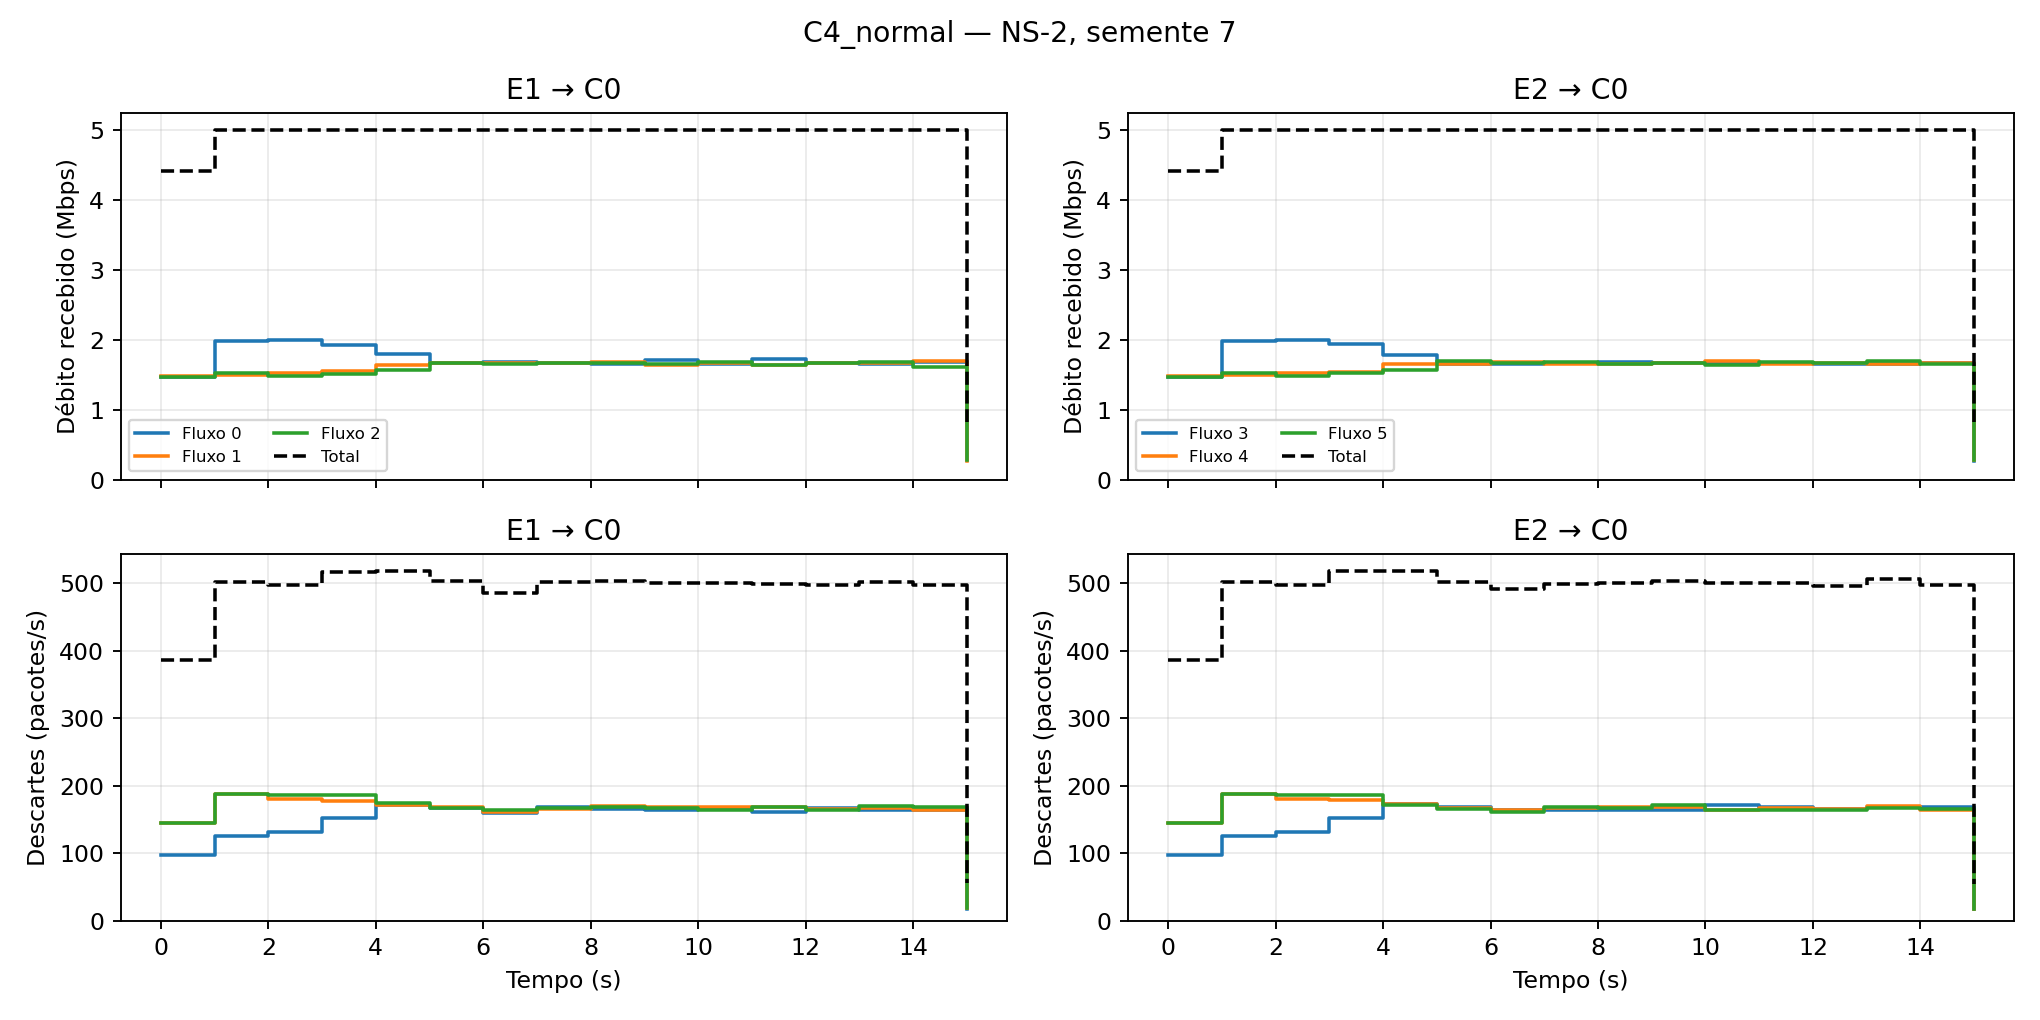 C4_normal — NS-2, semente 7
E1 → C0
Débito recebido (Mbps)
5
4
3
2
1
0
Fluxo 0
Fluxo 1
Fluxo 2
Total
E2 → C0
Débito recebido (Mbps)
5
4
3
2
1
0
Fluxo 3
Fluxo 4
Fluxo 5
Total
E1 → C0
Descartes (pacotes/s)
500
400
300
200
100
0
0 2 4 6 8 10 12 14
Tempo (s)
E2 → C0
Descartes (pacotes/s)
500
400
300
200
100
0
0 2 4 6 8 10 12 14
Tempo (s)